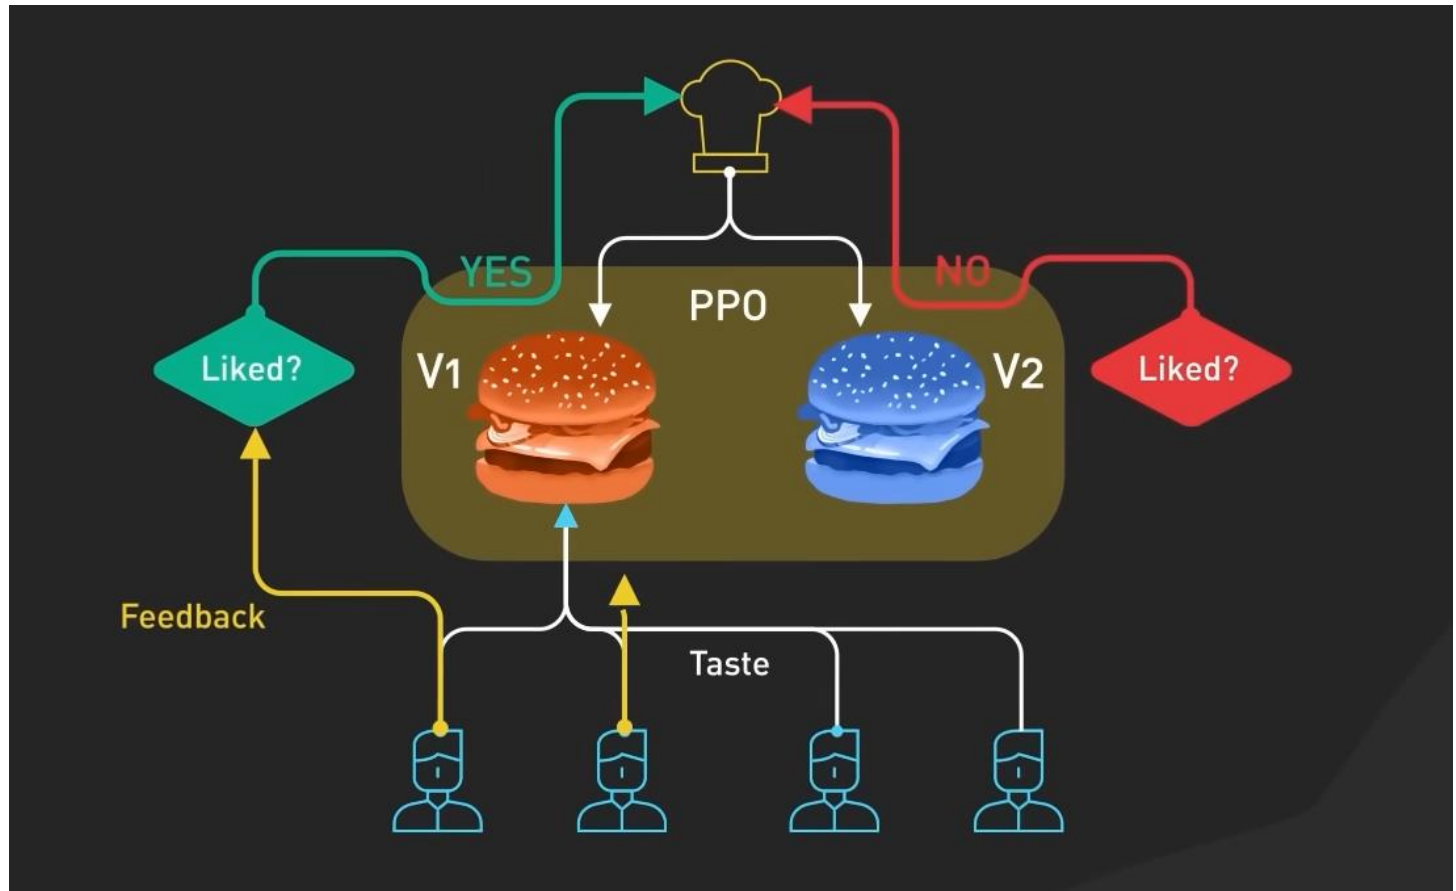 YES
NO
PPO
Liked?
V1
V2
Liked?
Feedback
Taste